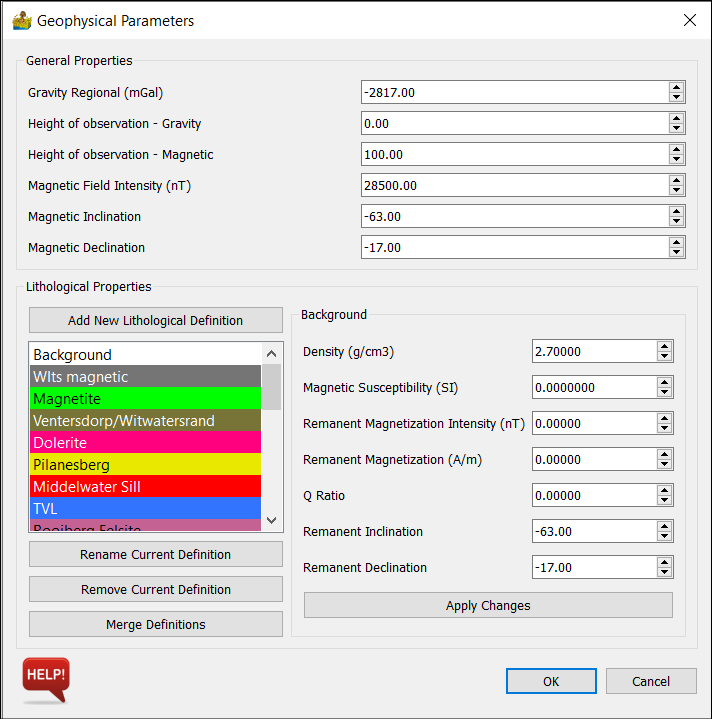 Geophysical Parameters
General Properties
Gravity Regional (mGal) -2817.00
Height of observation - Gravity 0.00
Height of observation - Magnetic 100.00
Magnetic Field Intensity (nT) 28500.00
Magnetic Inclination -63.00
Magnetic Declination -17.00
Lithological Properties
Add New Lithological Definition
Background
WIts magnetic
Magnetite
Ventersdorp/Witwatersrand
Dolerite
Pilanesberg
Middelwater Sill
TVL
Rooiberg Felsite
Rename Current Definition
Remove Current Definition
Merge Definitions
Background
Density (g/cm3) 2.70000
Magnetic Susceptibility (SI) 0.0000000
Remanent Magnetization Intensity (nT) 0.00000
Remanent Magnetization (A/m) 0.00000
Q Ratio 0.00000
Remanent Inclination -63.00
Remanent Declination -17.00
Apply Changes
HELP!
OK Cancel